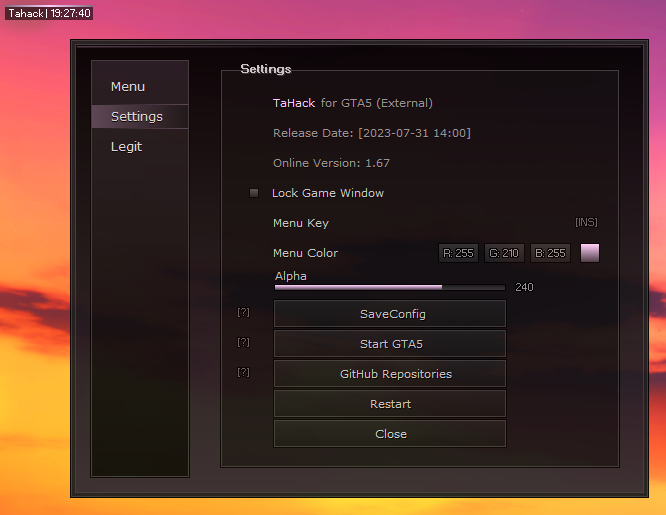 Tahack | 19:27:40
Menu
Settings
Legit
Settings
TaHack for GTA5 (External)
Release Date: [2023-07-31 14:00]
Online Version: 1.67
Lock Game Window
Menu Key [INS]
Menu Color R: 255 G: 210 B: 255
Alpha
240
[?] SaveConfig
[?] Start GTA5
[?] GitHub Repositories
Restart
Close